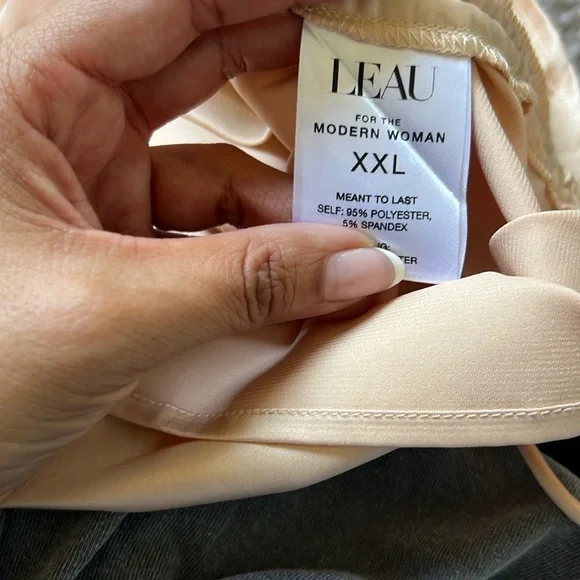 LEAU
FOR THE
MODERN WOMAN
XXL
MEANT TO LAST
SELF: 95% POLYESTER,
5% SPANDEX